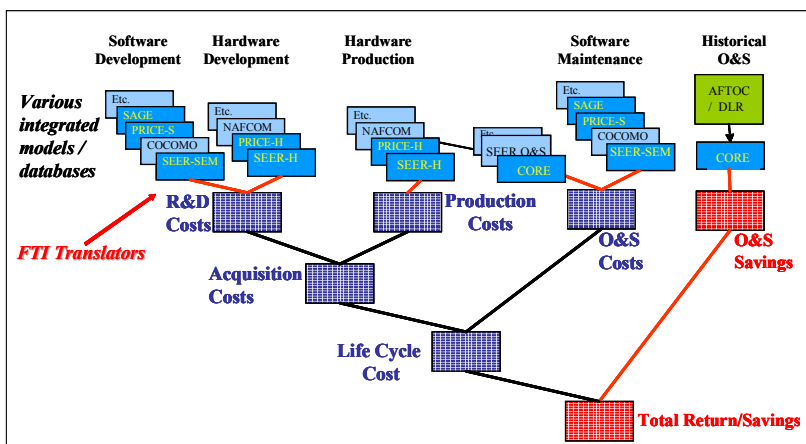 Software
Development
Hardware
Development
Hardware
Production
Software
Maintenance
Historical
O&S
Various
integrated
models /
databases
Etc.
SAGE
PRICE-S
COCOMO
SEER-SEM
Etc.
NAFCOM
PRICE-H
SEER-H
Etc.
NAFCOM
PRICE-H
SEER-H
Etc.
SEER O&S
CORE
Etc.
SAGE
PRICE-S
COCOMO
SEER-SEM
AFTOC
/ DLR
CORE
FTI Translators
R&D
Costs
Production
Costs
O&S
Costs
O&S
Savings
Acquisition
Costs
Life Cycle
Cost
Total Return/Savings